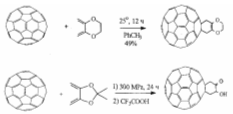 +
25°, 12 ч
PhCH₃
49%
O
O
O
O
+
O
O
1) 300 MPa, 24 ч
2) CF₃COOH
O
OH